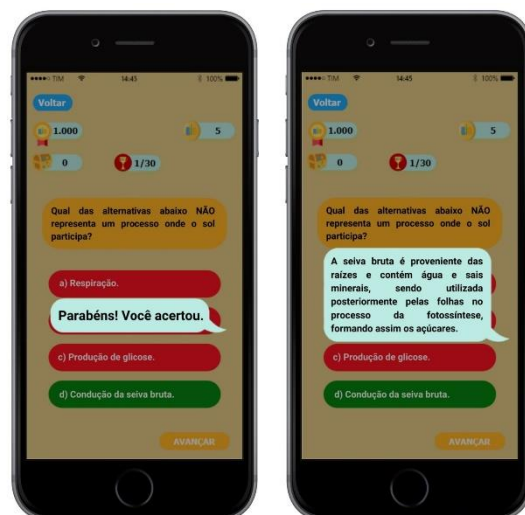 TIM 14:45 100%
Voltar
1.000 5
0 1/30
Qual das alternativas abaixo NÃO
representa um processo onde o sol
participa?
a) Respiração.
Parabéns! Você acertou.
c) Produção de glicose.
d) Condução da seiva bruta.
AVANÇAR
TIM 14:45 100%
Voltar
1.000 5
0 1/30
Qual das alternativas abaixo NÃO
representa um processo onde o sol
participa?
A seiva bruta é proveniente das
raízes e contém água e sais
minerais, sendo utilizada
posteriormente pelas folhas no
processo da fotossíntese,
formando assim os açúcares.
c) Produção de glicose.
d) Condução da seiva bruta.
AVANÇAR